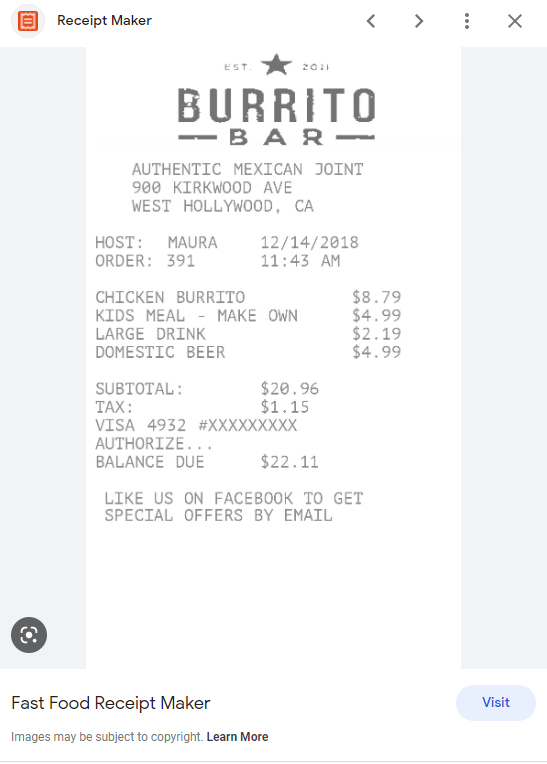 Receipt Maker
EST. 2021
BURRITO
BAR
AUTHENTIC MEXICAN JOINT
900 KIRKWOOD AVE
WEST HOLLYWOOD, CA
HOST: MAURA 12/14/2018
ORDER: 391 11:43 AM
CHICKEN BURRITO $8.79
KIDS MEAL - MAKE OWN $4.99
LARGE DRINK $2.19
DOMESTIC BEER $4.99
SUBTOTAL: $20.96
TAX: $1.15
VISA 4932 #XXXXXXXXX
AUTHORIZE...
BALANCE DUE $22.11
LIKE US ON FACEBOOK TO GET
SPECIAL OFFERS BY EMAIL
Fast Food Receipt Maker
Visit
Images may be subject to copyright. Learn More